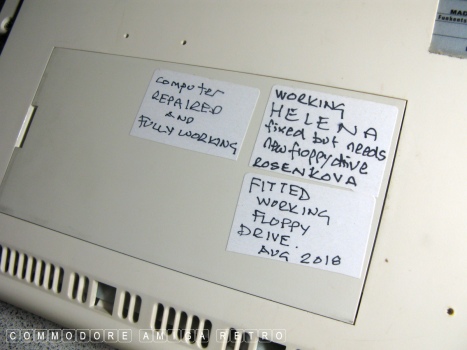 computer
REPAIRED
AND
FULLY WORKING
WORKING
HELENA
fixed but needs
new floppy drive
ROSENKOVA
FITTED
WORKING
FLOPPY
DRIVE.
AUG 2018
MAD
COMMODORE AMIGA RETRO